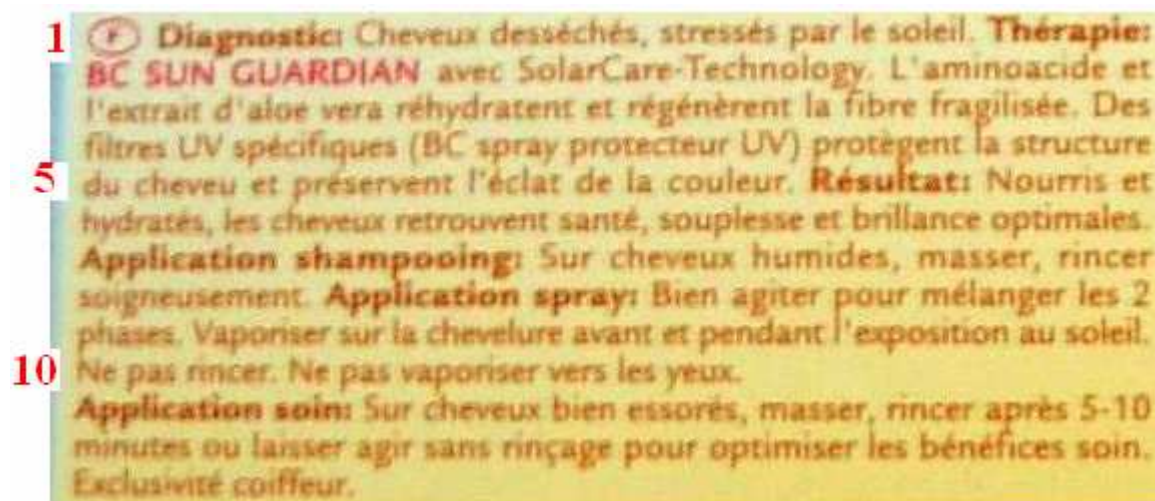 1 F Diagnostic: Cheveux desséchés, stressés par le soleil. Thérapie:
BC SUN GUARDIAN avec SolarCare-Technology. L'aminoacide et
l'extrait d'aloe vera réhydratent et régénèrent la fibre fragilisée. Des
filtres UV spécifiques (BC spray protecteur UV) protègent la structure
5 du cheveu et préservent l'éclat de la couleur. Résultat: Nourris et
hydratés, les cheveux retrouvent santé, souplesse et brillance optimales.
Application shampooing: Sur cheveux humides, masser, rincer
soigneusement. Application spray: Bien agiter pour mélanger les 2
phases. Vaporiser sur la chevelure avant et pendant l'exposition au soleil.
10 Ne pas rincer. Ne pas vaporiser vers les yeux.
Application soin: Sur cheveux bien essorés, masser, rincer après 5-10
minutes ou laisser agir sans rinçage pour optimiser les bénéfices soin.
Exclusivité coiffeur.